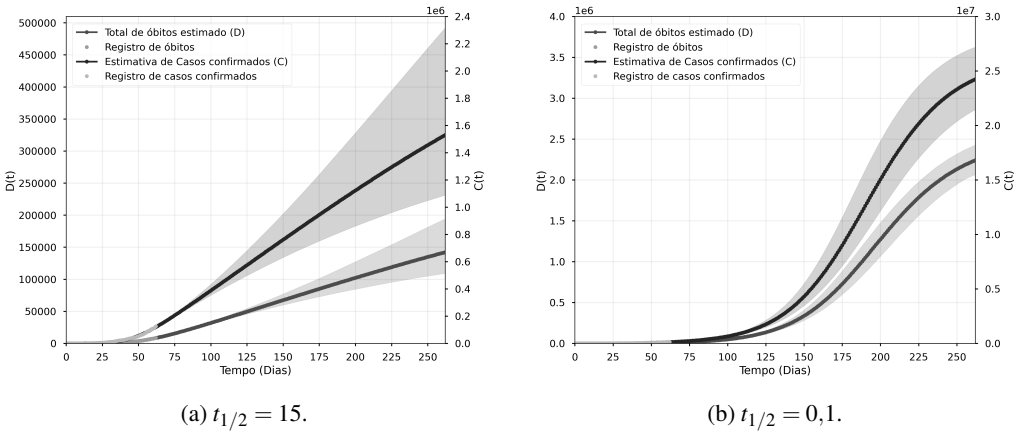 1e6
Total de óbitos estimado (D)
Registro de óbitos
Estimativa de Casos confirmados (C)
Registro de casos confirmados
500000
450000
400000
350000
300000
250000
200000
150000
100000
50000
0
D(t)
2.4
2.2
2.0
1.8
1.6
1.4
1.2
1.0
0.8
0.6
0.4
0.2
0.0
C(t)
0 25 50 75 100 125 150 175 200 225 250
Tempo (Dias)
(a) t1/2 = 15.
1e6 1e7
Total de óbitos estimado (D)
Registro de óbitos
Estimativa de Casos confirmados (C)
Registro de casos confirmados
4.0
3.5
3.0
2.5
2.0
1.5
1.0
0.5
0.0
D(t)
3.0
2.5
2.0
1.5
1.0
0.5
0.0
C(t)
0 25 50 75 100 125 150 175 200 225 250
Tempo (Dias)
(b) t1/2 = 0,1.